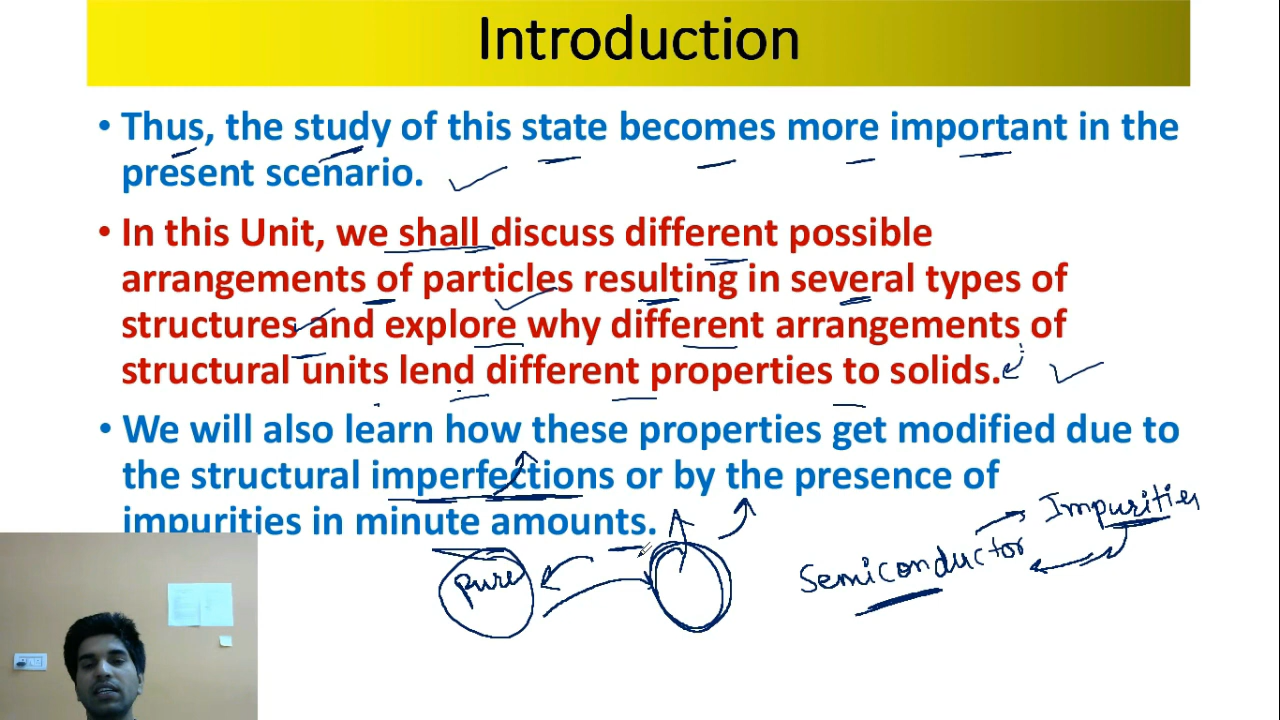 Introduction
• Thus, the study of this state becomes more important in the
present scenario.
• In this Unit, we shall discuss different possible
arrangements of particles resulting in several types of
structures and explore why different arrangements of
structural units lend different properties to solids.
• We will also learn how these properties get modified due to
the structural imperfections or by the presence of
impurities in minute amounts.
Impurities
Semiconductor
pure